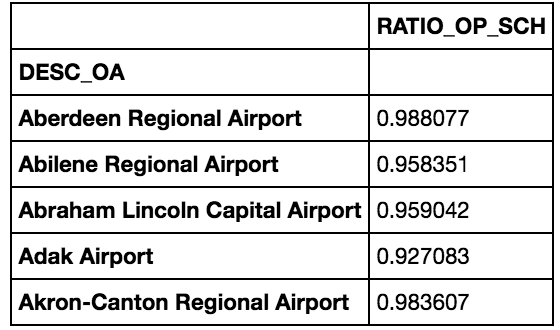 RATIO_OP_SCH
DESC_OA
Aberdeen Regional Airport 0.988077
Abilene Regional Airport 0.958351
Abraham Lincoln Capital Airport 0.959042
Adak Airport 0.927083
Akron-Canton Regional Airport 0.983607